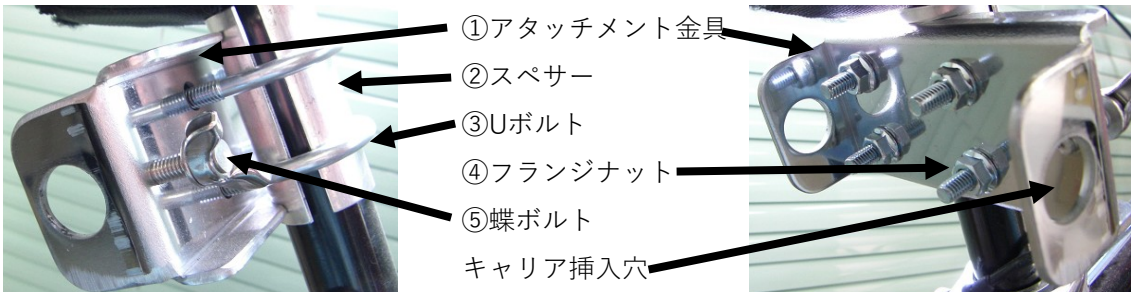 ①アタッチメント金具
②スペサー
③Uボルト
④フランジナット
⑤蝶ボルト
キャリア挿入穴